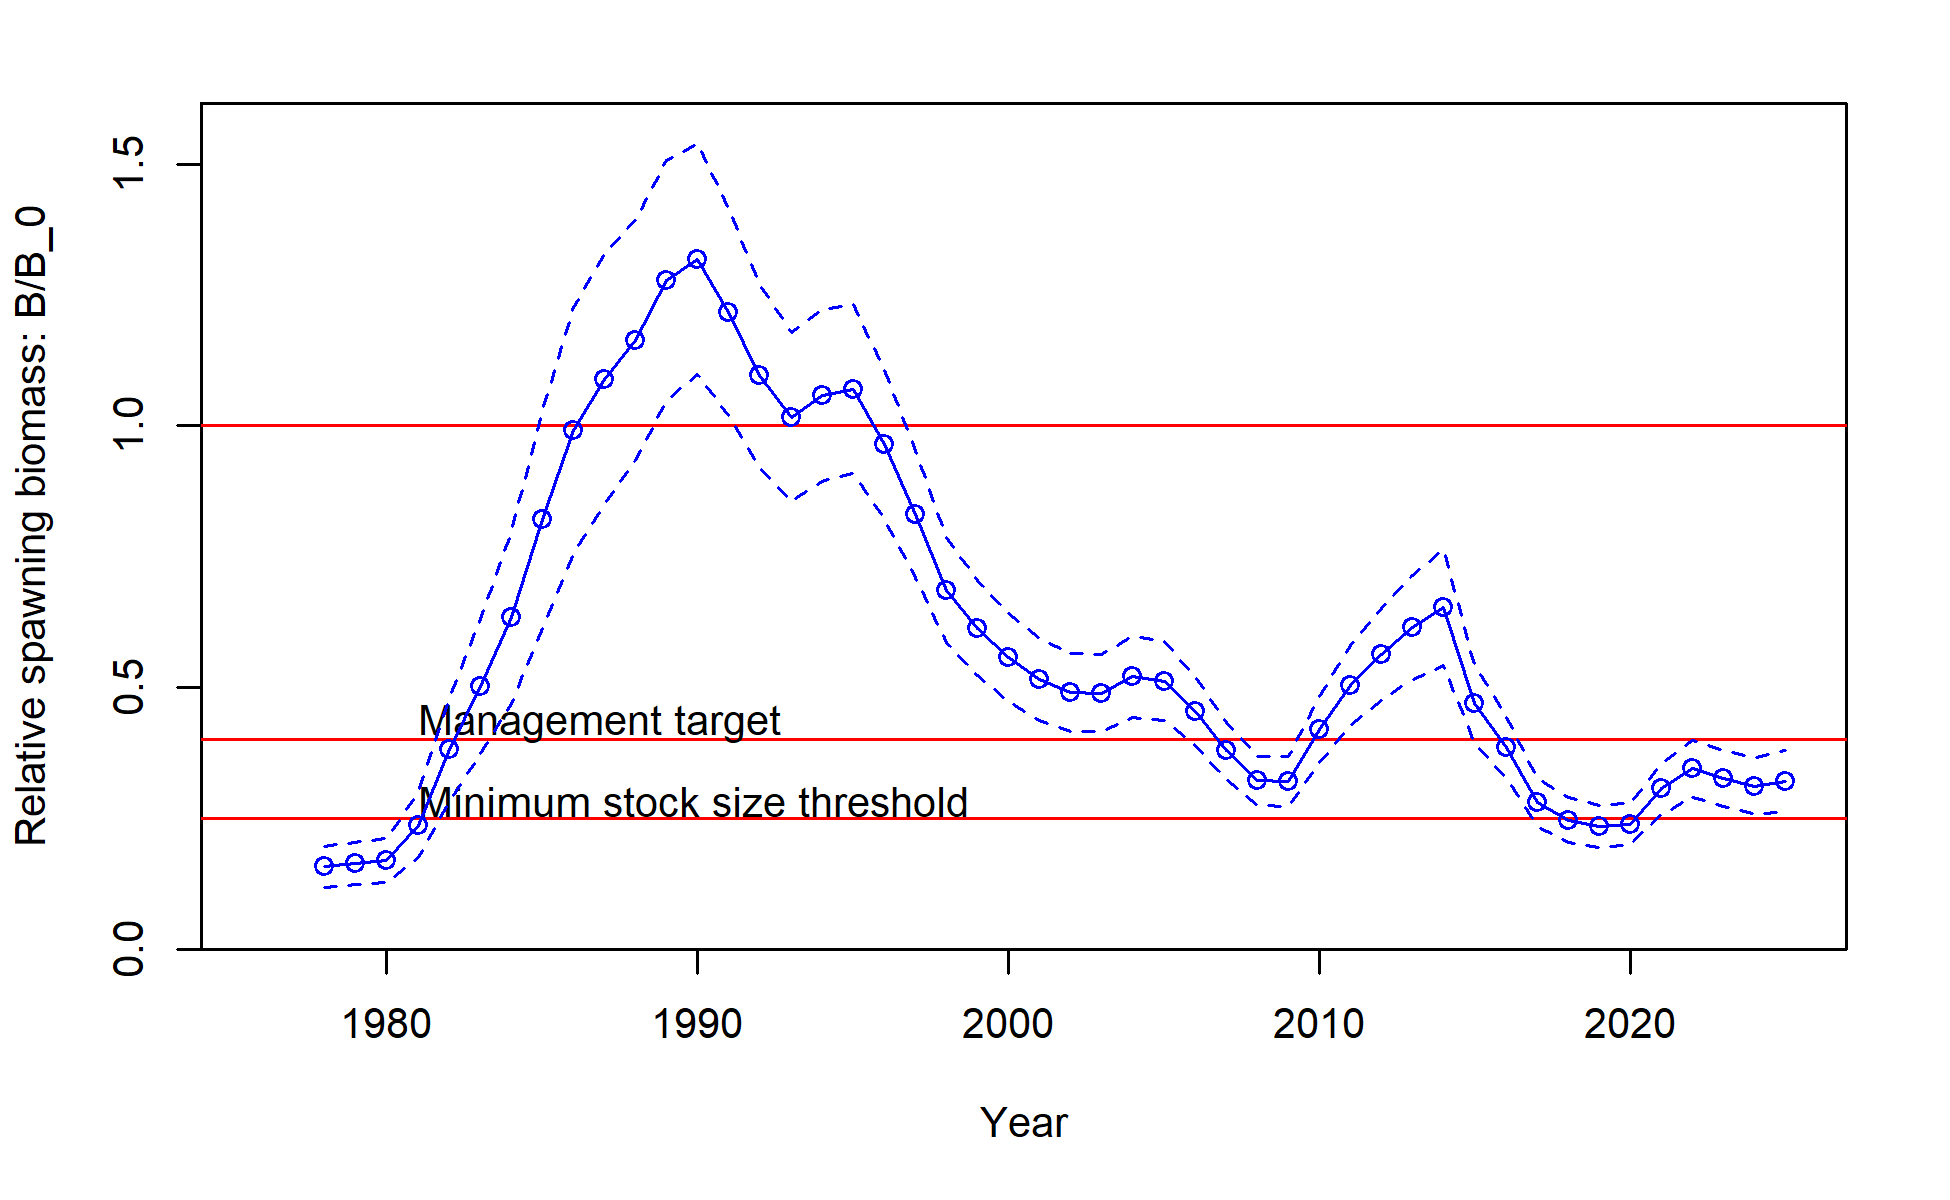 Relative spawning biomass: B/B_0
1.5
1.0
0.5
0.0
Management target
Minimum stock size threshold
1980 1990 2000 2010 2020
Year